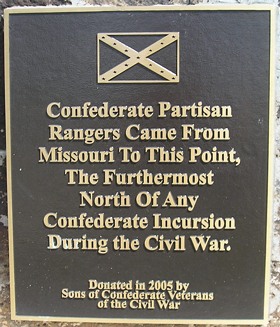 Confederate Partisan
Rangers Came From
Missouri To This Point,
The Furthermost
North Of Any
Confederate Incursion
During the Civil War.
Donated in 2005 by
Sons of Confederate Veterans
of the Civil War